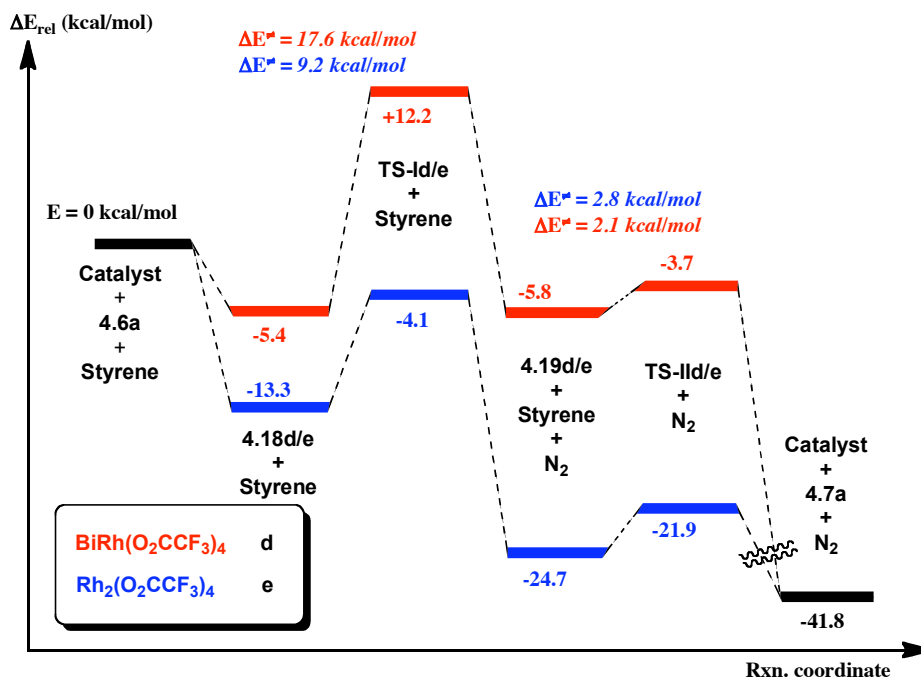 ΔE_rel (kcal/mol)
ΔE≠ = 17.6 kcal/mol
ΔE≠ = 9.2 kcal/mol
+12.2
TS-Id/e
+
Styrene
E = 0 kcal/mol
Catalyst
+
4.6a
+
Styrene
-5.4
-13.3
4.18d/e
+
Styrene
-4.1
ΔE≠ = 2.8 kcal/mol
ΔE≠ = 2.1 kcal/mol
-5.8
-3.7
4.19d/e
+
Styrene
+
N₂
TS-IId/e
+
N₂
-24.7
-21.9
Catalyst
+
4.7a
+
N₂
-41.8
BiRh(O₂CCF₃)₄ d
Rh₂(O₂CCF₃)₄ e
Rxn. coordinate